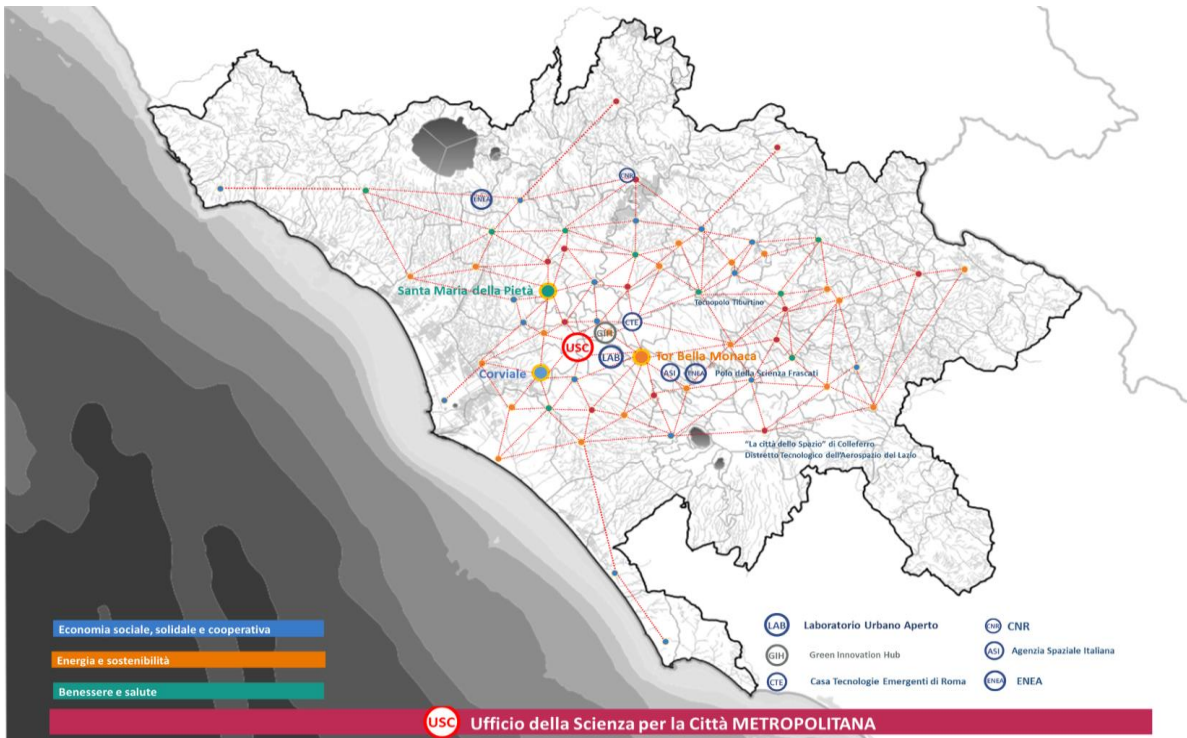 CNR
ENEA
Santa Maria della Pietà
Tecnopolo Tiburtino
CTE
GIH
USC
LAB
Tor Bella Monaca
Corviale
ASI
ENEA
Polo della Scienza Frascati
"La città dello Spazio" di Colleferro
Distretto Tecnologico dell'Aerospazio del Lazio
Economia sociale, solidale e cooperativa
Energia e sostenibilità
Benessere e salute
LAB Laboratorio Urbano Aperto
CNR CNR
GIH Green Innovation Hub
ASI Agenzia Spaziale Italiana
CTE Casa Tecnologie Emergenti di Roma
ENEA ENEA
USC Ufficio della Scienza per la Città METROPOLITANA